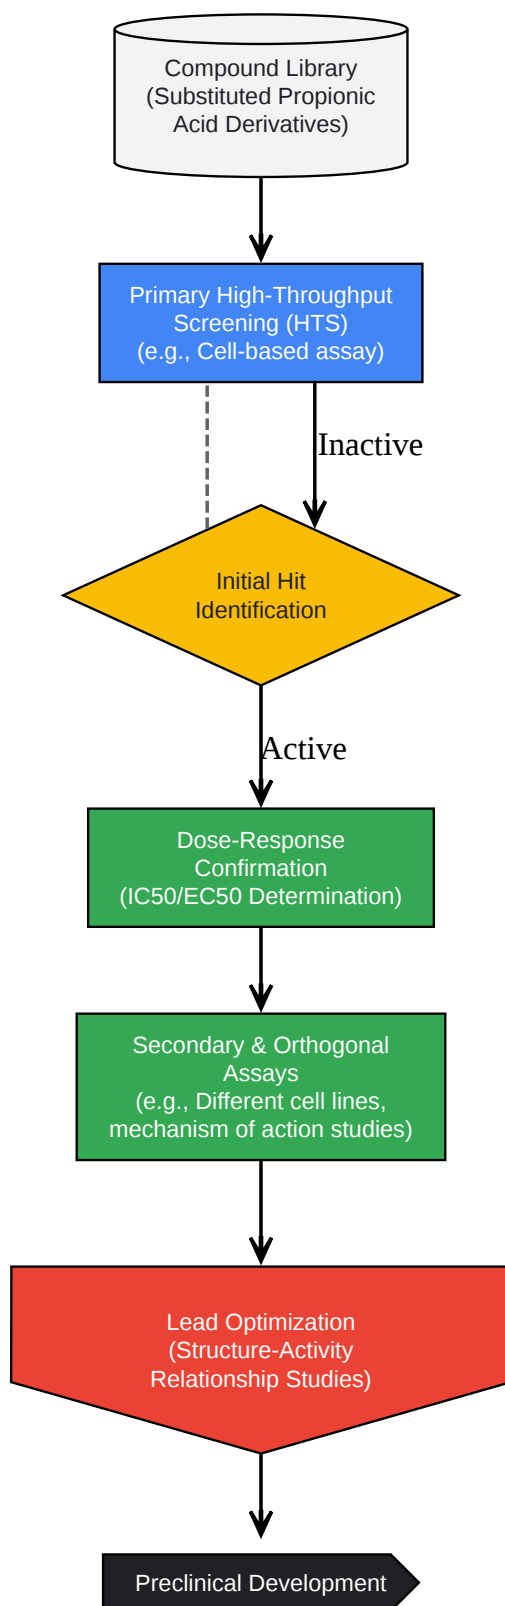 Compound Library
(Substituted Propionic
Acid Derivatives)
Primary High-Throughput
Screening (HTS)
(e.g., Cell-based assay)
Inactive
Initial Hit
Identification
Active
Dose-Response
Confirmation
(IC50/EC50 Determination)
Secondary & Orthogonal
Assays
(e.g., Different cell lines,
mechanism of action studies)
Lead Optimization
(Structure-Activity
Relationship Studies)
Preclinical Development